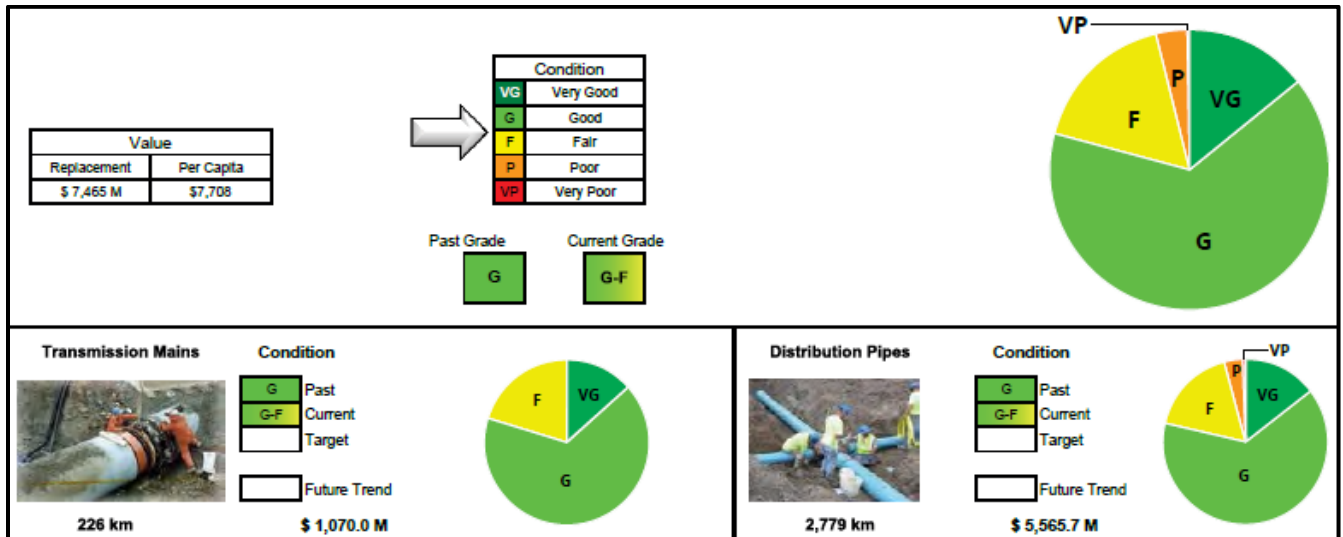 Value
Replacement Per Capita
$ 7,465 M $7,708
Condition
VG Very Good
G Good
F Fair
P Poor
VP Very Poor
Past Grade Current Grade
G G-F
VP
P
VG
F
G
Transmission Mains
226 km
Condition
G Past
G-F Current
Target
Future Trend
$ 1,070.0 M
F VG
G
Distribution Pipes
2,779 km
Condition
G Past
G-F Current
Target
Future Trend
$ 5,565.7 M
VP
P
VG
F
G